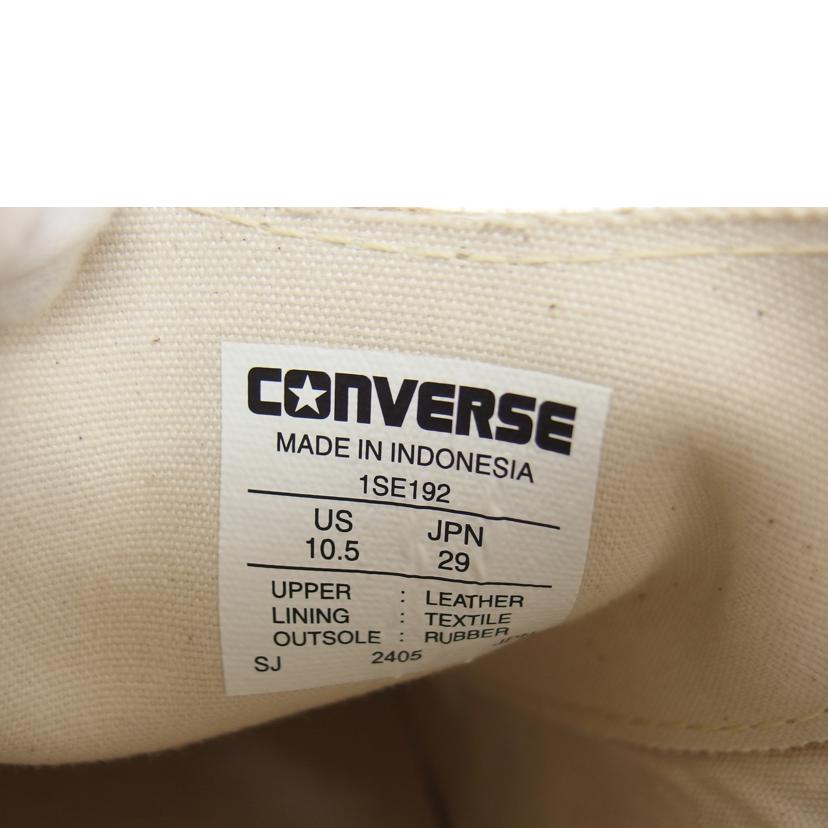 CONVERSE
MADE IN INDONESIA
1SE192
US JPN
10.5 29
UPPER : LEATHER
LINING : TEXTILE
OUTSOLE : RUBBER
SJ 2405